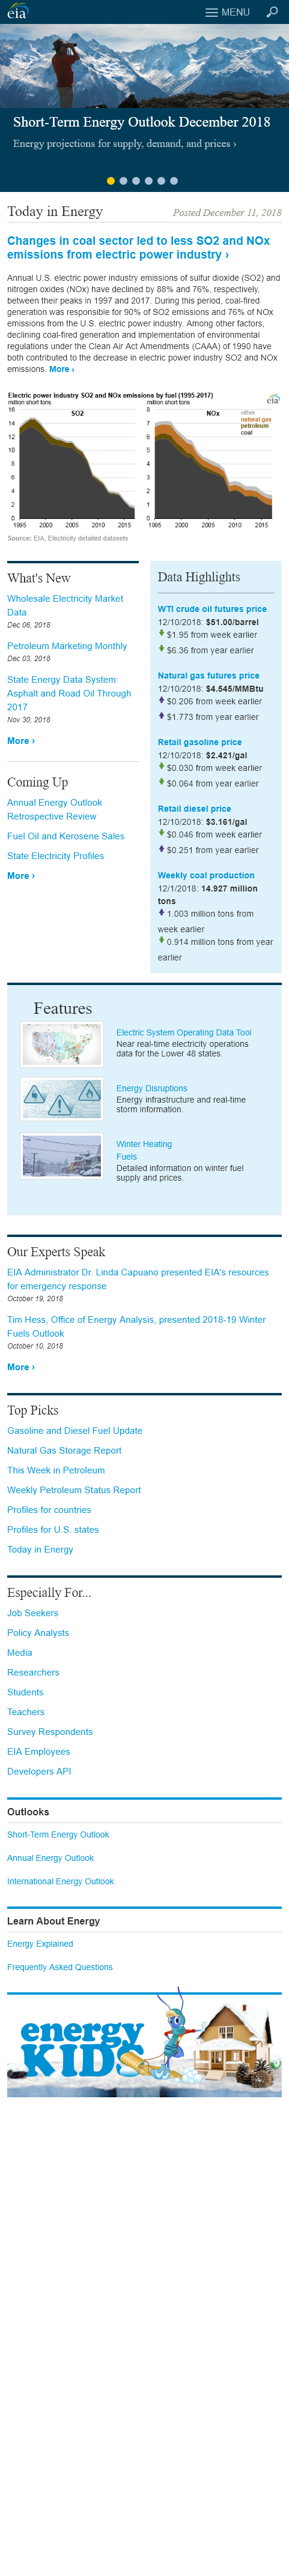 eia
MENU
Short-Term Energy Outlook December 2018
Energy projections for supply, demand, and prices ›
Today in Energy
Posted December 11, 2018
Changes in coal sector led to less SO2 and NOx
emissions from electric power industry ›
Annual U.S. electric power industry emissions of sulfur dioxide (SO2) and
nitrogen oxides (NOx) have declined by 88% and 76%, respectively,
between their peaks in 1997 and 2017. During this period, coal-fired
generation was responsible for 90% of SO2 emissions and 76% of NOx
emissions from the U.S. electric power industry. Among other factors,
declining coal-fired generation and implementation of environmental
regulations under the Clean Air Act Amendments (CAAA) of 1990 have
both contributed to the decrease in electric power industry SO2 and NOx
emissions. More ›
Electric power industry SO2 and NOx emissions by fuel (1995-2017)
million short tons
million short tons
eia
SO2
NOx
other
natural gas
petroleum
coal
16
14
12
10
8
6
4
2
0
1995 2000 2005 2010 2015
8
7
6
5
4
3
2
1
0
1995 2000 2005 2010 2015
Source: EIA, Electricity detailed datasets
What's New
Wholesale Electricity Market
Data
Dec 06, 2018
Petroleum Marketing Monthly
Dec 03, 2018
State Energy Data System:
Asphalt and Road Oil Through
2017
Nov 30, 2018
More ›
Coming Up
Annual Energy Outlook
Retrospective Review
Fuel Oil and Kerosene Sales
State Electricity Profiles
More ›
Data Highlights
WTI crude oil futures price
12/10/2018: $51.00/barrel
$1.95 from week earlier
$6.36 from year earlier
Natural gas futures price
12/10/2018: $4.545/MMBtu
$0.206 from week earlier
$1.773 from year earlier
Retail gasoline price
12/10/2018: $2.421/gal
$0.030 from week earlier
$0.064 from year earlier
Retail diesel price
12/10/2018: $3.161/gal
$0.046 from week earlier
$0.251 from year earlier
Weekly coal production
12/1/2018: 14.927 million
tons
1.003 million tons from
week earlier
0.914 million tons from year
earlier
Features
Electric System Operating Data Tool
Near real-time electricity operations
data for the Lower 48 states.
Energy Disruptions
Energy infrastructure and real-time
storm information.
Winter Heating
Fuels
Detailed information on winter fuel
supply and prices.
Our Experts Speak
EIA Administrator Dr. Linda Capuano presented EIA's resources
for emergency response
October 19, 2018
Tim Hess, Office of Energy Analysis, presented 2018-19 Winter
Fuels Outlook
October 10, 2018
More ›
Top Picks
Gasoline and Diesel Fuel Update
Natural Gas Storage Report
This Week in Petroleum
Weekly Petroleum Status Report
Profiles for countries
Profiles for U.S. states
Today in Energy
Especially For...
Job Seekers
Policy Analysts
Media
Researchers
Students
Teachers
Survey Respondents
EIA Employees
Developers API
Outlooks
Short-Term Energy Outlook
Annual Energy Outlook
International Energy Outlook
Learn About Energy
Energy Explained
Frequently Asked Questions
energy
KIDS